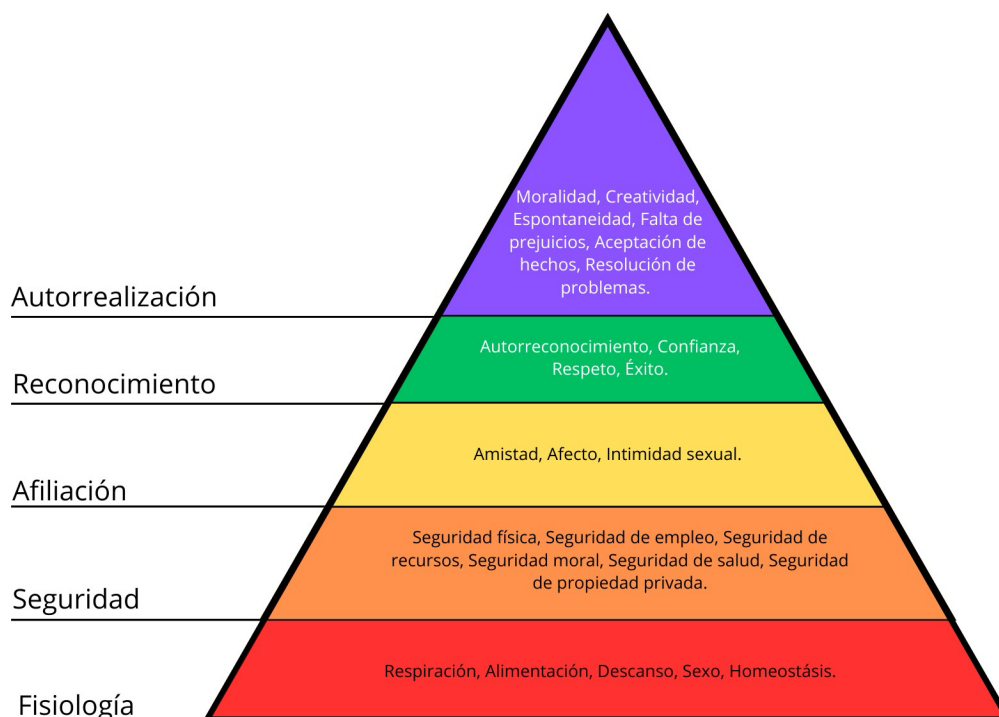 Moralidad, Creatividad,
Espontaneidad, Falta de
prejuicios, Aceptación de
hechos, Resolución de
problemas.
Autorrealización
Autorreconocimiento, Confianza,
Respeto, Éxito.
Reconocimiento
Amistad, Afecto, Intimidad sexual.
Afiliación
Seguridad física, Seguridad de empleo, Seguridad de
recursos, Seguridad moral, Seguridad de salud, Seguridad
de propiedad privada.
Seguridad
Respiración, Alimentación, Descanso, Sexo, Homeostásis.
Fisiología